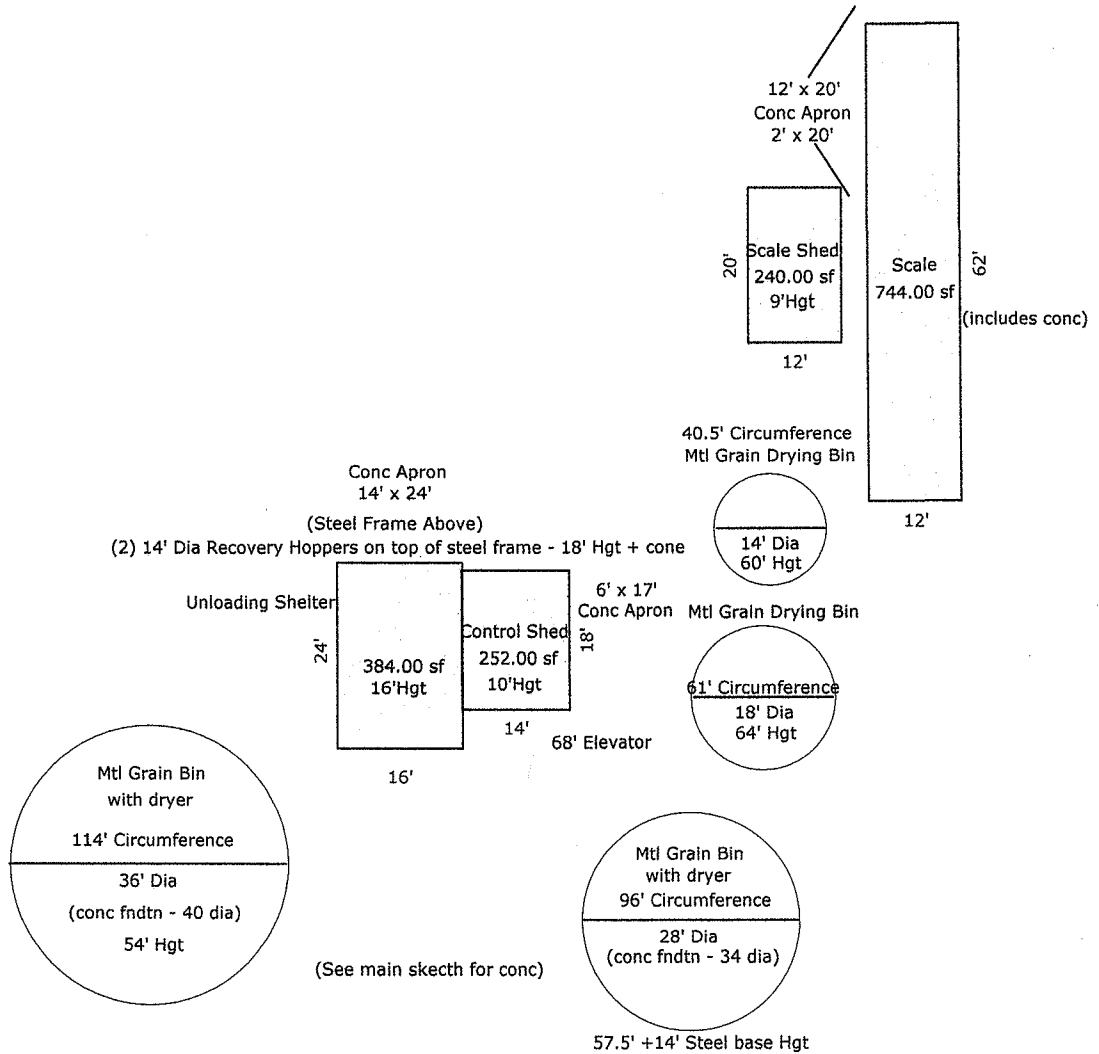 12' x 20'
Conc Apron
2' x 20'
20'
Scale Shed
240.00 sf
9'Hgt
12'
Scale
744.00 sf
62'
(includes conc)
12'
40.5' Circumference
Mtl Grain Drying Bin
14' Dia
60' Hgt
Conc Apron
14' x 24'
(Steel Frame Above)
(2) 14' Dia Recovery Hoppers on top of steel frame - 18' Hgt + cone
Unloading Shelter
24'
384.00 sf
16'Hgt
16'
Control Shed
252.00 sf
10'Hgt
18'
14'
6' x 17'
Conc Apron
68' Elevator
Mtl Grain Drying Bin
61' Circumference
18' Dia
64' Hgt
Mtl Grain Bin
with dryer
114' Circumference
36' Dia
(conc fndtn - 40 dia)
54' Hgt
(See main skecth for conc)
Mtl Grain Bin
with dryer
96' Circumference
28' Dia
(conc fndtn - 34 dia)
57.5' +14' Steel base Hgt